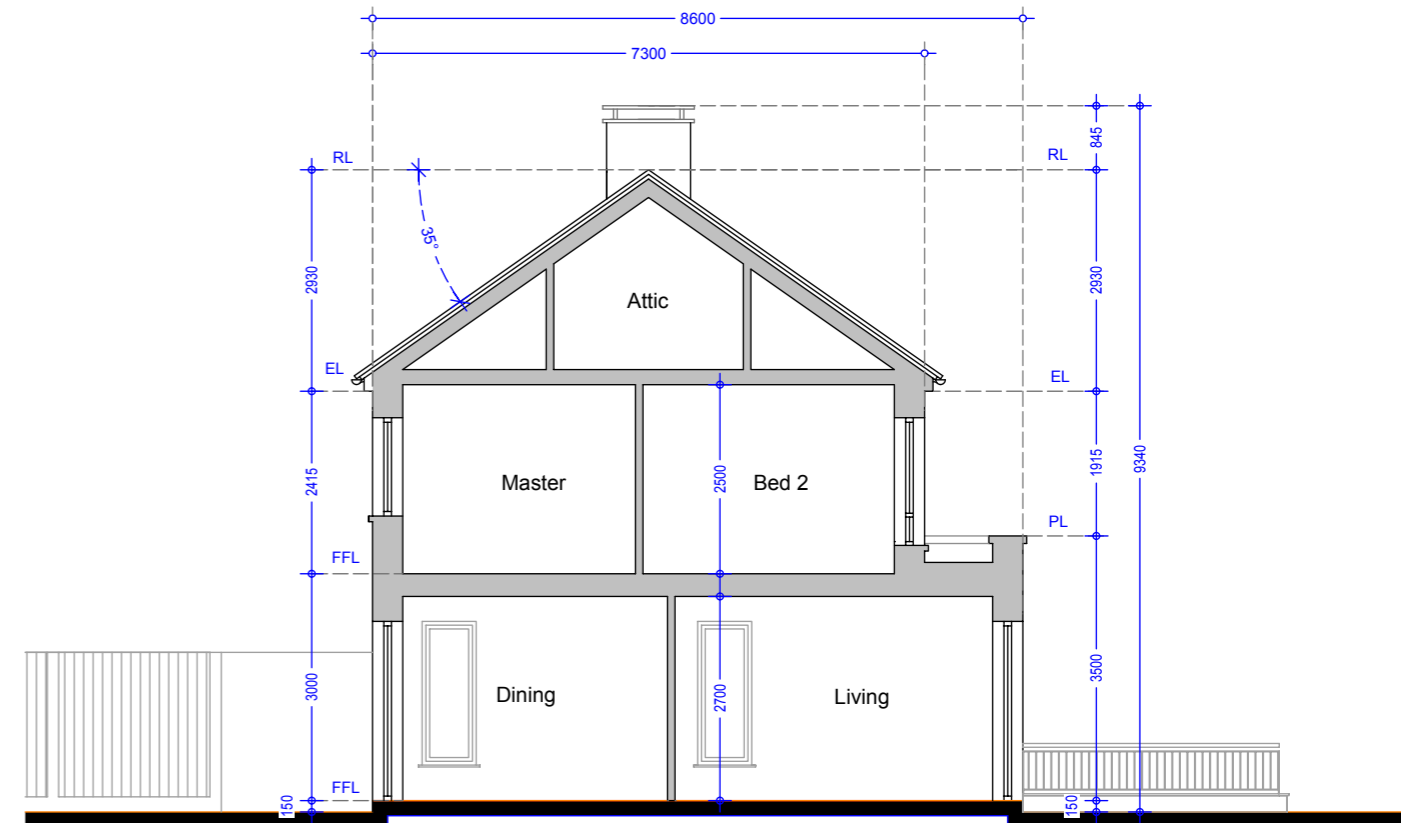 8600
7300
845
RL
RL
35°
2930
2930
Attic
EL
EL
2415
Master
2500
Bed 2
1915
9340
PL
FFL
3000
Dining
2700
Living
3500
FFL
150
150